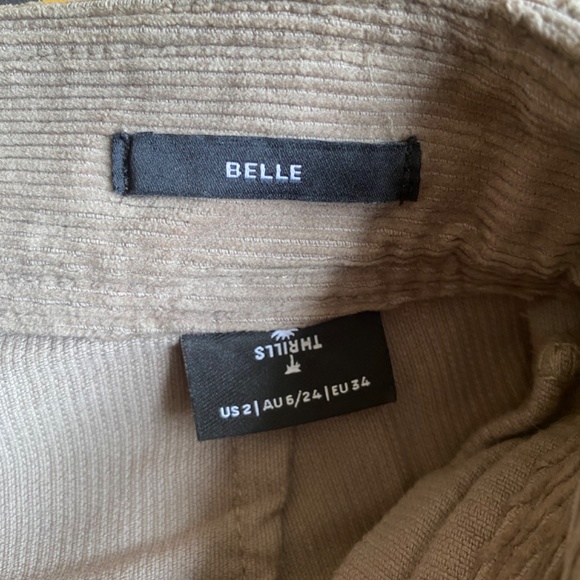 BELLE
THRILLS
US 2 | AU 6/24 | EU 34